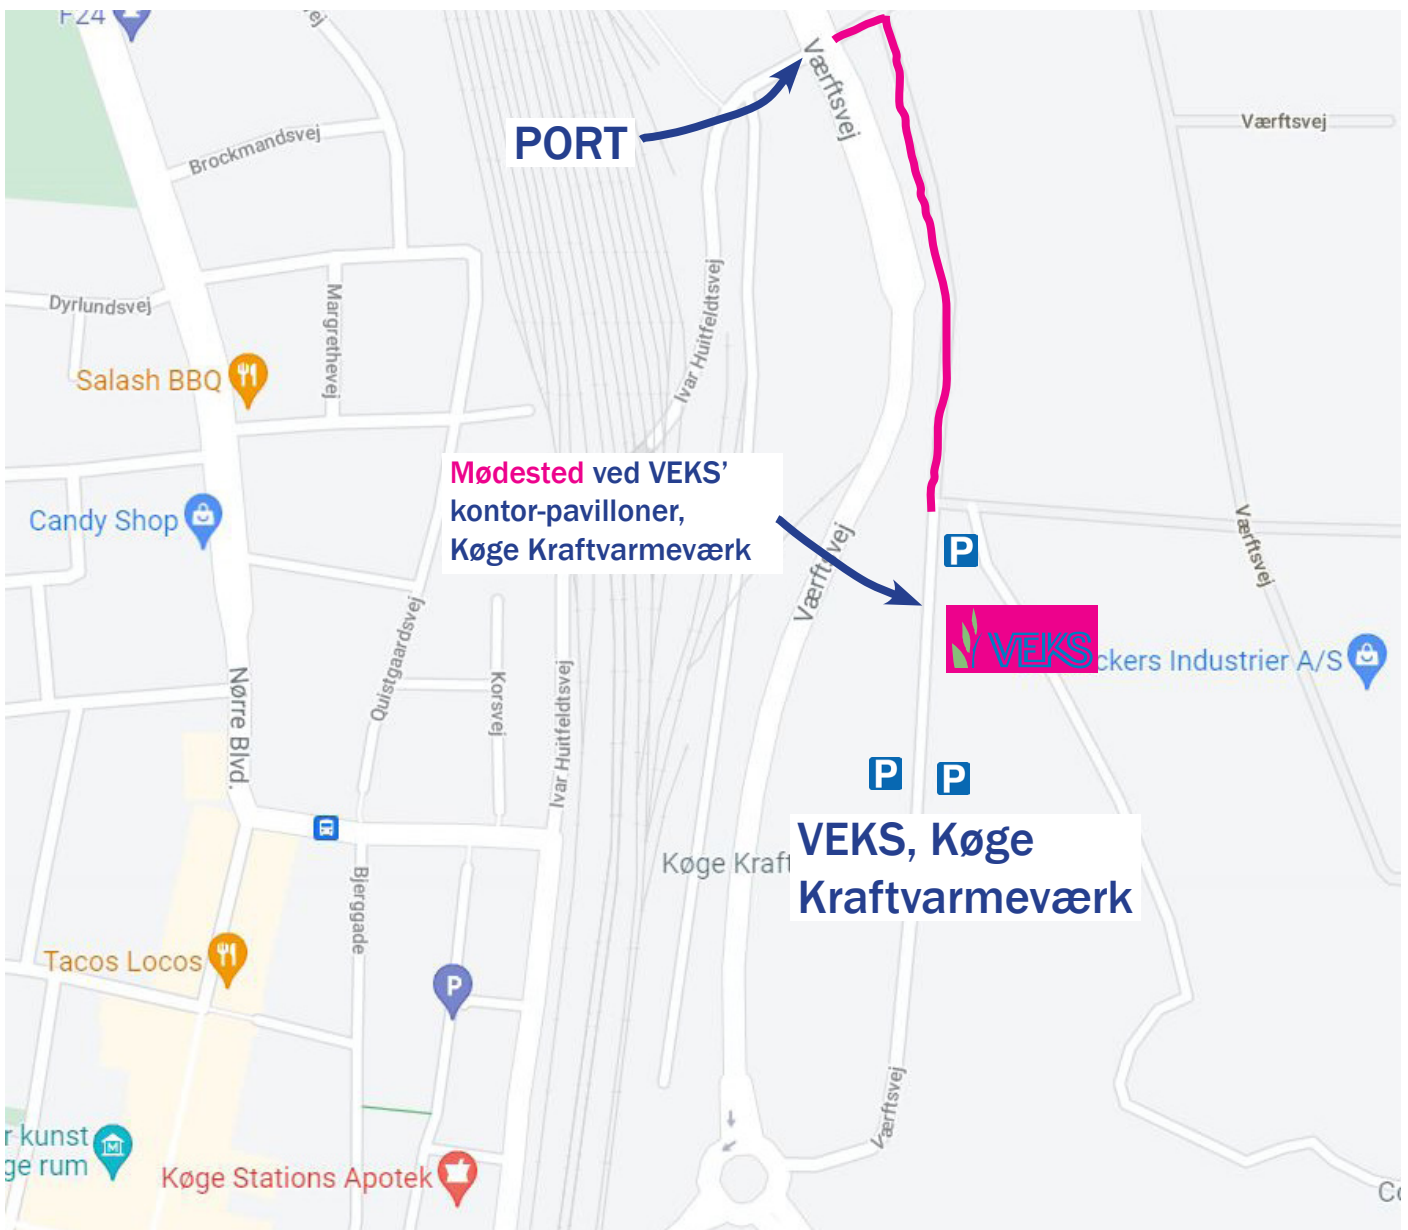 F24
Værftsvej
Værftsvej
PORT
Brockmandsvej
Dyrlundsvej
Margrethevej
Ivar Huitfeldtsvej
Salash BBQ
Mødested ved VEKS’
kontor-pavilloner,
Køge Kraftvarmeværk
Candy Shop
Værftsvej
Værftsvej
P
VEKS
ckers Industrier A/S
Quistgaardsvej
Korsvej
Nørre Blvd.
Ivar Huitfeldtsvej
P
P
VEKS, Køge
Kraftvarmeværk
Køge Kraft
Bjerggade
Tacos Locos
P
Værftsvej
r kunst
ge rum
M
Køge Stations Apotek